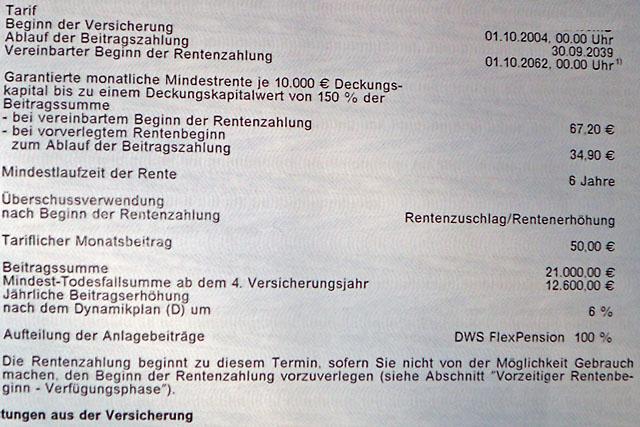 Tarif
Beginn der Versicherung 01.10.2004, 00.00 Uhr
Ablauf der Beitragszahlung 30.09.2039
Vereinbarter Beginn der Rentenzahlung 01.10.2062, 00.00 Uhr 1)
Garantierte monatliche Mindestrente je 10.000 € Deckungs-
kapital bis zu einem Deckungskapitalwert von 150 % der
Beitragssumme
- bei vereinbartem Beginn der Rentenzahlung 67,20 €
- bei vorverlegtem Rentenbeginn
zum Ablauf der Beitragszahlung 34,90 €
Mindestlaufzeit der Rente 6 Jahre
Überschussverwendung
nach Beginn der Rentenzahlung Rentenzuschlag/Rentenerhöhung
Tariflicher Monatsbeitrag 50,00 €
Beitragssumme 21.000,00 €
Mindest-Todesfallsumme ab dem 4. Versicherungsjahr 12.600,00 €
Jährliche Beitragserhöhung
nach dem Dynamikplan (D) um 6 %
Aufteilung der Anlagebeiträge DWS FlexPension 100 %
Die Rentenzahlung beginnt zu diesem Termin, sofern Sie nicht von der Möglichkeit Gebrauch
machen, den Beginn der Rentenzahlung vorzuverlegen (siehe Abschnitt "Vorzeitiger Rentenbe-
ginn - Verfügungsphase").
tungen aus der Versicherung